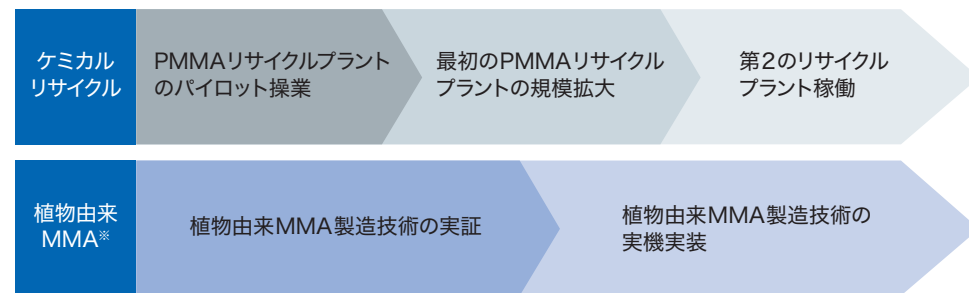 ケミカル
リサイクル
PMMAリサイクルプラント
のパイロット操業
最初のPMMAリサイクル
プラントの規模拡大
第2のリサイクル
プラント稼働
植物由来
MMA※
植物由来MMA製造技術の実証
植物由来MMA製造技術の
実機実装